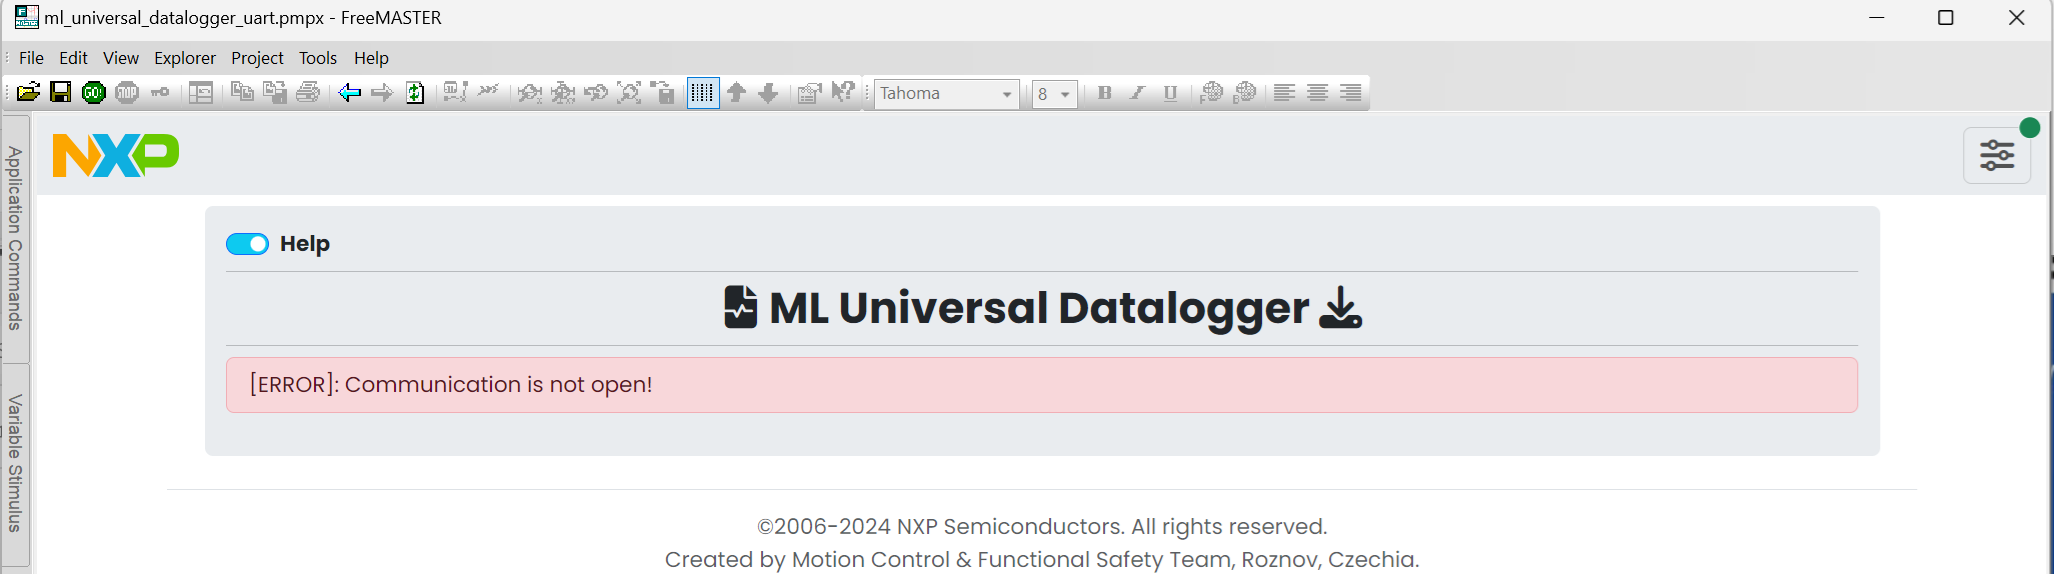 ml_universal_datalogger_uart.pmpx - FreeMASTER
File Edit View Explorer Project Tools Help
GO! STOP Tahoma 8 B I U
NXP
Application Commands
Variable Stimulus
Help
ML Universal Datalogger
[ERROR]: Communication is not open!
©2006-2024 NXP Semiconductors. All rights reserved.
Created by Motion Control & Functional Safety Team, Roznov, Czechia.